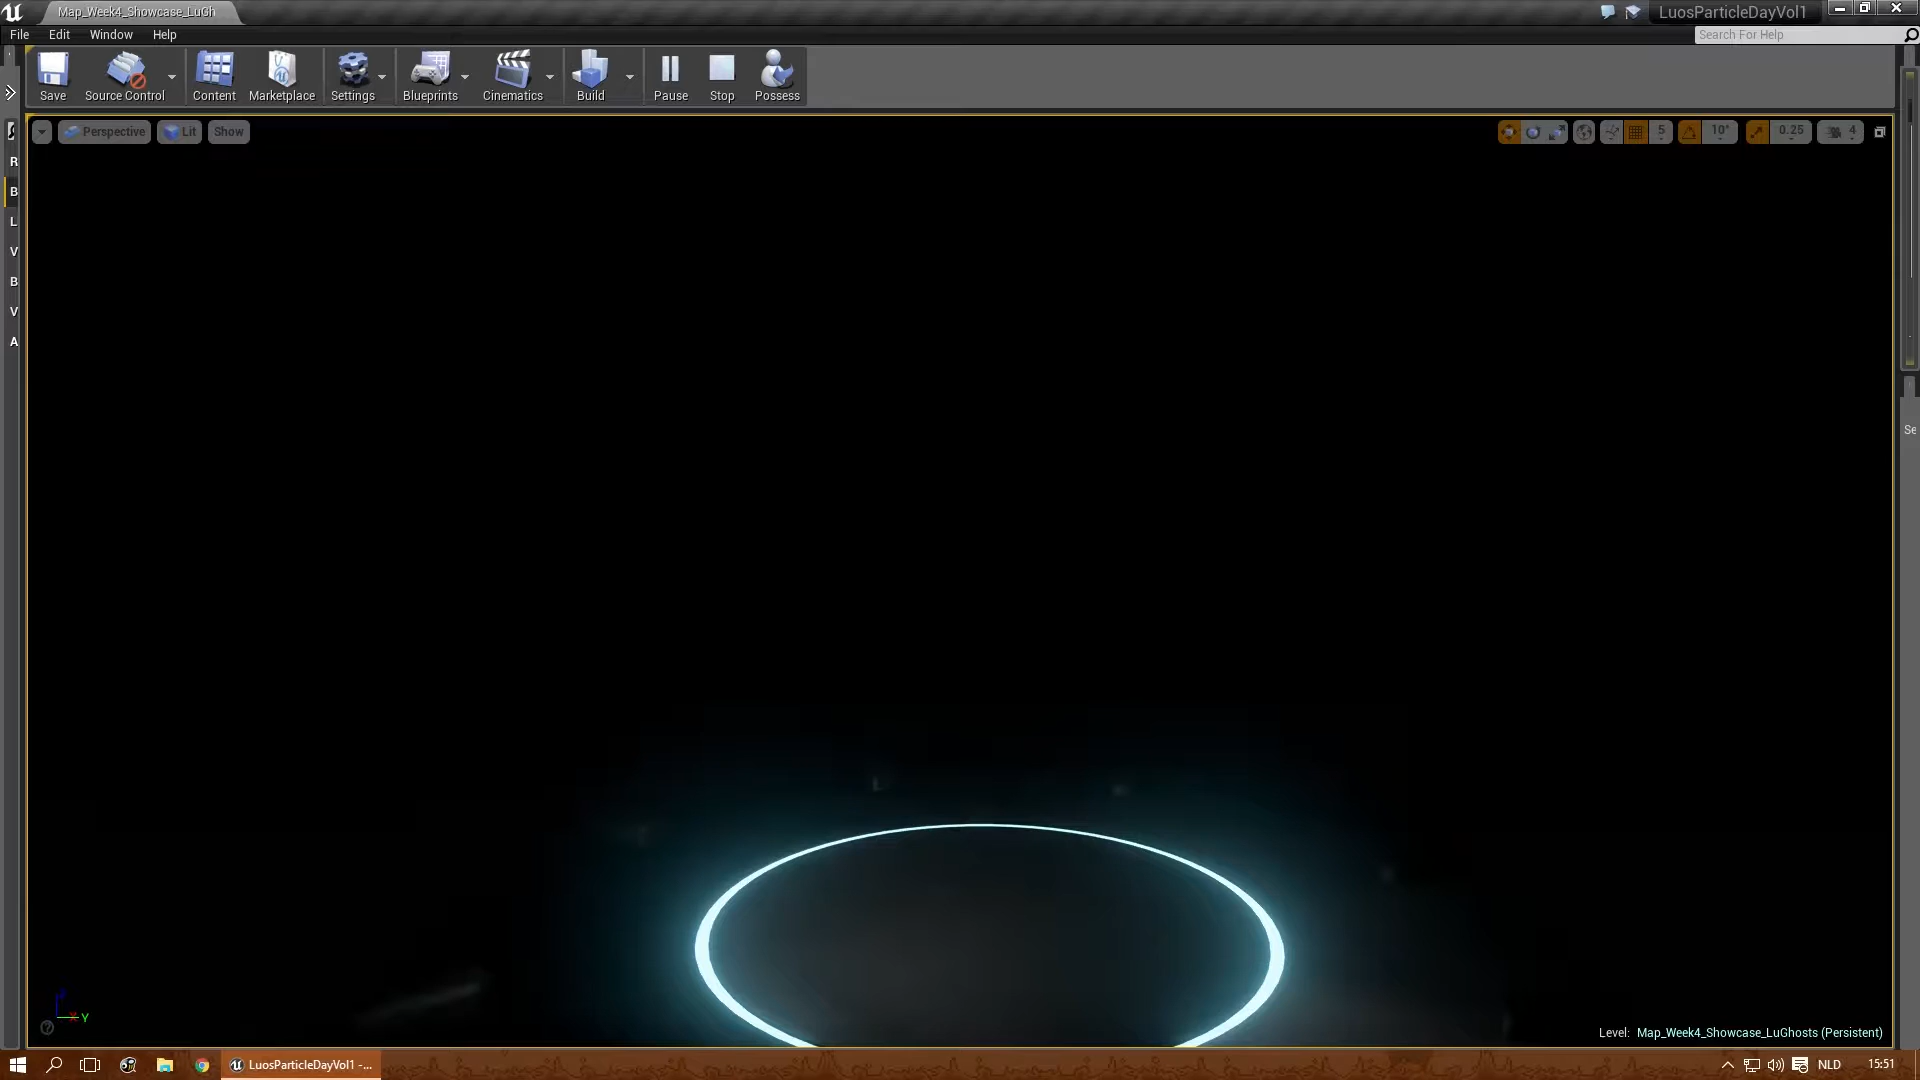 Map_Week4_Showcase_LuGh
LuosParticleDayVol1
File Edit Window Help
Search For Help
Save Source Control Content Marketplace Settings Blueprints Cinematics Build Pause Stop Possess
Perspective Lit Show
5 10° 0.25 4
R
B
L
V
B
V
A
Se
Y
Level: Map_Week4_Showcase_LuGhosts (Persistent)
LuosParticleDayVol1 -...
NLD 15:51